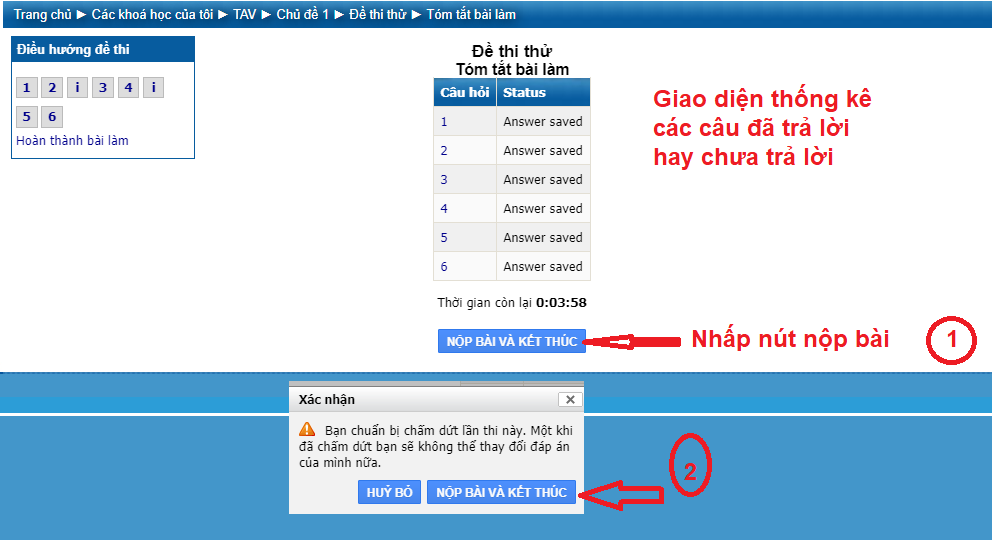 Trang chủ ► Các khoá học của tôi ► TAV ► Chủ đề 1 ► Đề thi thử ► Tóm tắt bài làm
Điều hướng đề thi
1 2 i 3 4 i
5 6
Hoàn thành bài làm
Đề thi thử
Tóm tắt bài làm
Câu hỏi Status
1 Answer saved
2 Answer saved
3 Answer saved
4 Answer saved
5 Answer saved
6 Answer saved
Thời gian còn lại 0:03:58
NỘP BÀI VÀ KẾT THÚC
Giao diện thống kê
các câu đã trả lời
hay chưa trả lời
Nhấp nút nộp bài 1
Xác nhận
Bạn chuẩn bị chấm dứt lần thi này. Một khi
đã chấm dứt bạn sẽ không thể thay đổi đáp án
của mình nữa.
HUỶ BỎ NỘP BÀI VÀ KẾT THÚC
2